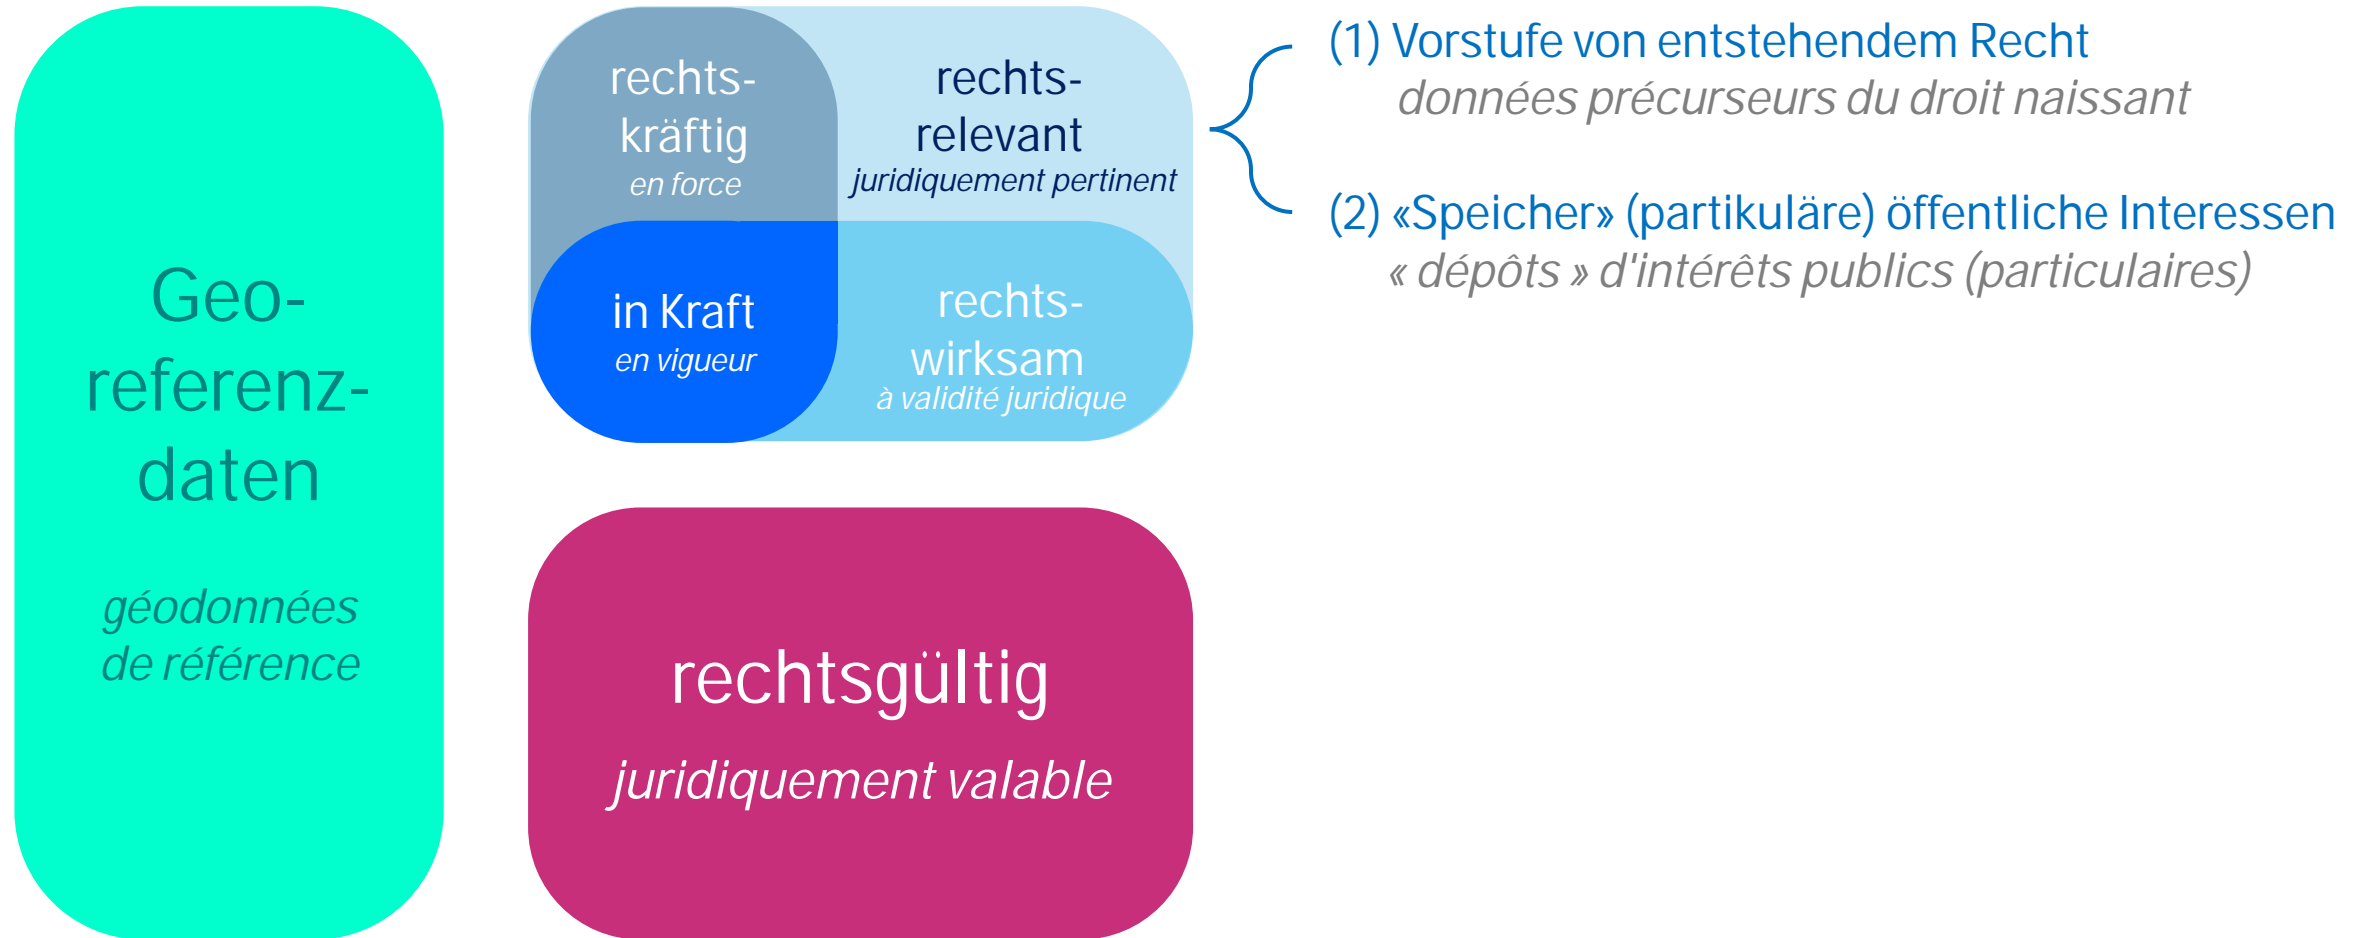 Geo-
referenz-
daten
géodonnées
de référence
rechts-
kräftig
en force
rechts-
relevant
juridiquement pertinent
in Kraft
en vigueur
rechts-
wirksam
à validité juridique
rechtsgültig
juridiquement valable
(1) Vorstufe von entstehendem Recht
données précurseurs du droit naissant
(2) «Speicher» (partikuläre) öffentliche Interessen
« dépôts » d'intérêts publics (particulaires)